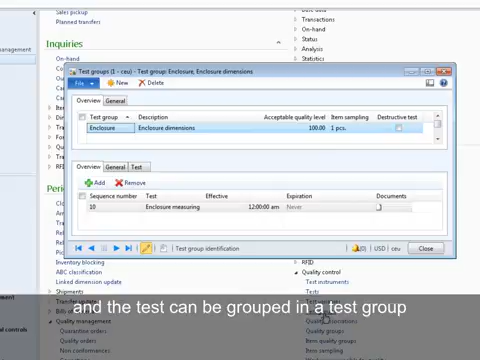 Sales pickup
Planned transfers
Transactions
On-hand
Status
Analysis
Statistics
Inquiries
On-hand
Test groups (1 - ceu) - Test group: Enclosure, Enclosure dimensions
File New Delete
Overview General
Test group Description Acceptable quality level Item sampling Destructive test
Enclosure Enclosure dimensions 100.00 1 pcs.
Overview General Test
Add Remove
Sequence number Test Effective Expiration Documents
10 Enclosure measuring 12:00:00 am Never
Test group identification (0) USD ceu Close
Inventory blocking
ABC classification
Linked dimension update
Shipments
Transfer update
Quality management
Quarantine orders
Quality orders
Non conformances
RFID
Quality control
Test instruments
Tests
Quality groups
Item quality groups
Item sampling
and the test can be grouped in a test group